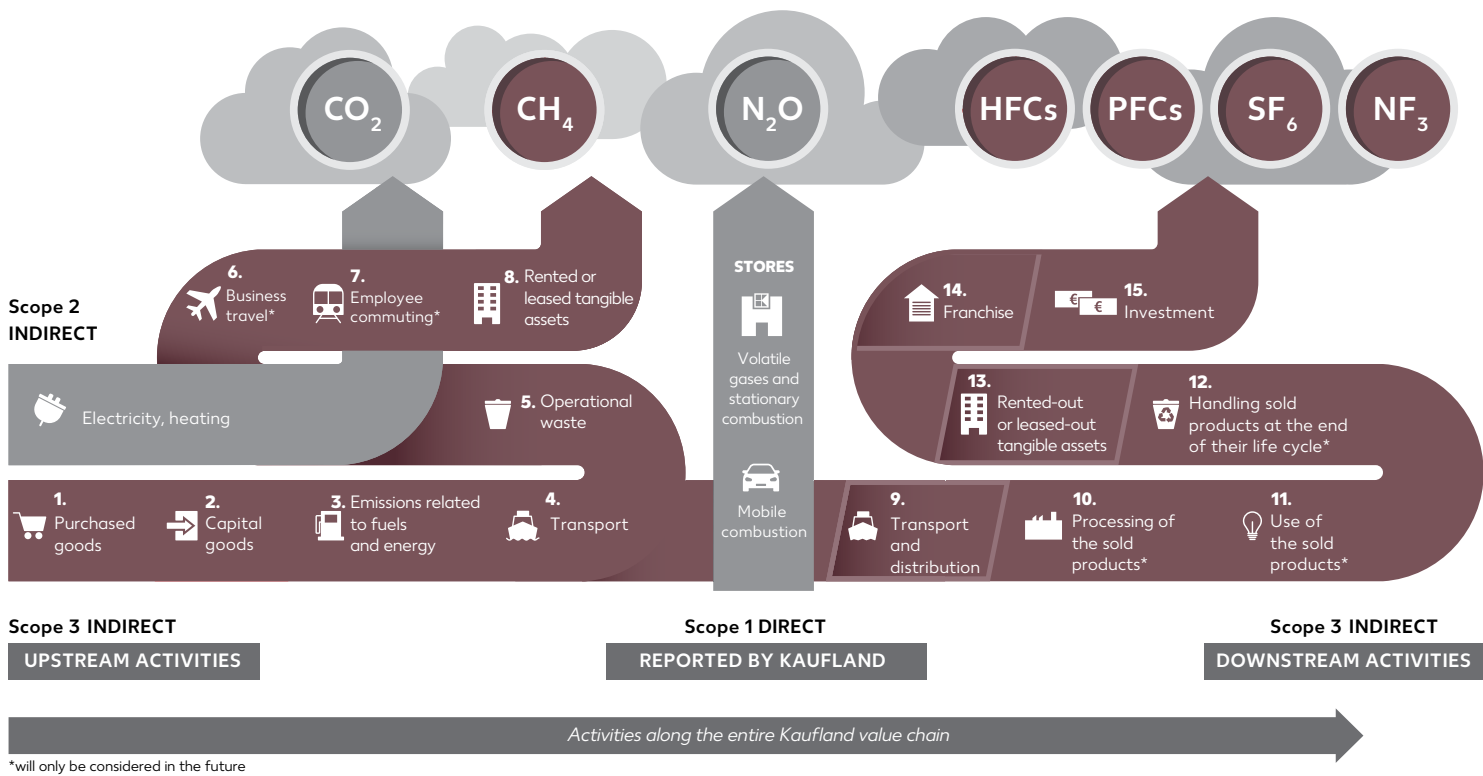 CO₂
CH₄
N₂O
HFCs
PFCs
SF₆
NF₃
Scope 2
INDIRECT
6.
Business
travel*
7.
Employee
commuting*
8. Rented or
leased tangible
assets
Electricity, heating
5. Operational
waste
1.
Purchased
goods
2.
Capital
goods
3. Emissions related
to fuels
and energy
4.
Transport
STORES
K
Volatile
gases and
stationary
combustion
Mobile
combustion
14.
Franchise
€
€
15.
Investment
13.
Rented-out
or leased-out
tangible assets
12.
Handling sold
products at the end
of their life cycle*
9.
Transport
and
distribution
10.
Processing of
the sold
products*
11.
Use of
the sold
products*
Scope 3 INDIRECT
UPSTREAM ACTIVITIES
Scope 1 DIRECT
REPORTED BY KAUFLAND
Scope 3 INDIRECT
DOWNSTREAM ACTIVITIES
Activities along the entire Kaufland value chain
*will only be considered in the future